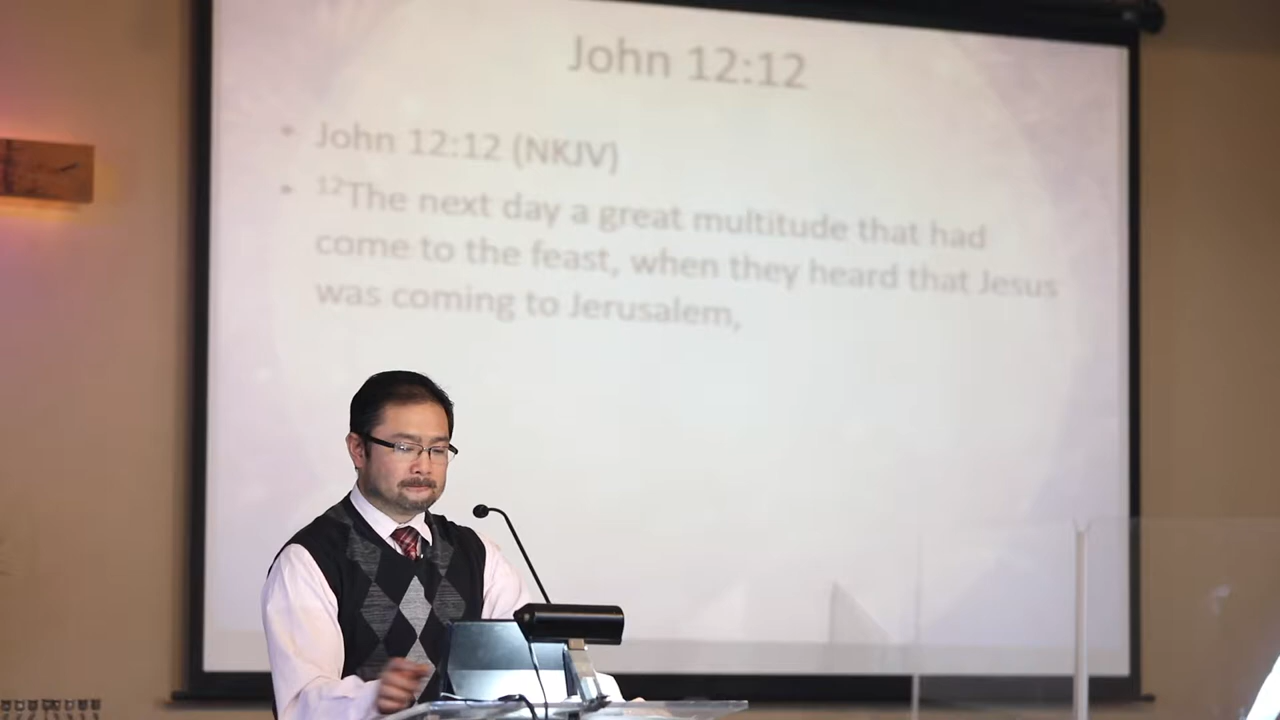 John 12:12
• John 12:12 (NKJV)
• ¹²The next day a great multitude that had
come to the feast, when they heard that Jesus
was coming to Jerusalem,